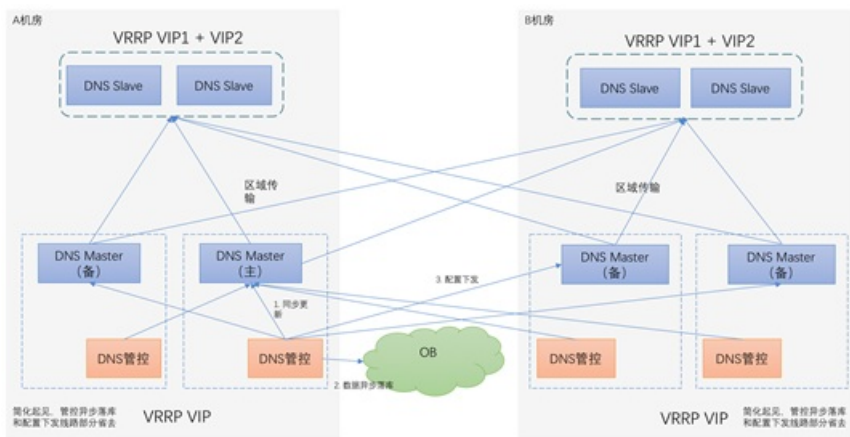 A机房
VRRP VIP1 + VIP2
DNS Slave
DNS Slave
区域传
输
DNS Master
（备）
DNS Master
（主）
1. 同步更
新
DNS管控
DNS管控
2. 数据异步落库
简化起见、管控异步落库
和配置下发线路部分省去
VRRP VIP
3. 配置下发
OB
B机房
VRRP VIP1 + VIP2
DNS Slave
DNS Slave
区域传输
DNS Master
（备）
DNS Master
（备）
DNS管控
DNS管控
VRRP VIP
简化起见、管控异步落库
和配置下发线路部分省去